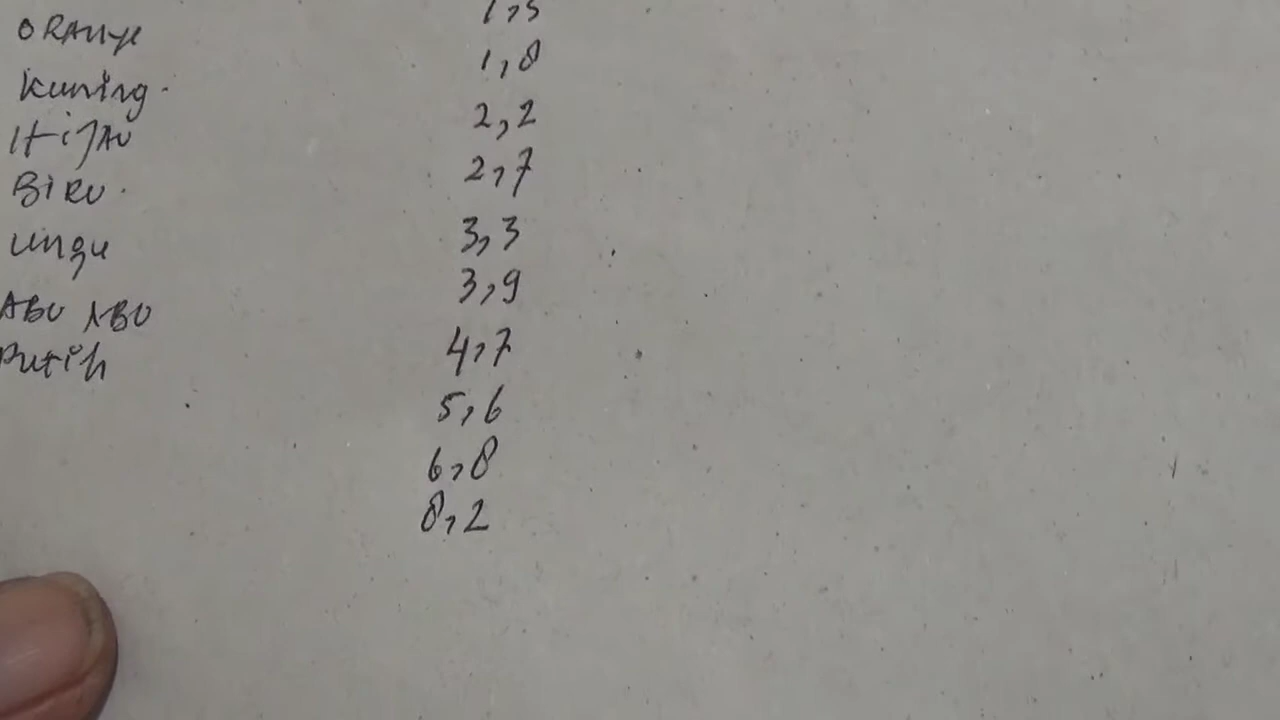 ORANye
kuning.
HiJAU
BIRU.
ungu
ABU ABU
Putih
1,5
1,8
2,2
2,7
3,3
3,9
4,7
5,6
6,8
8,2